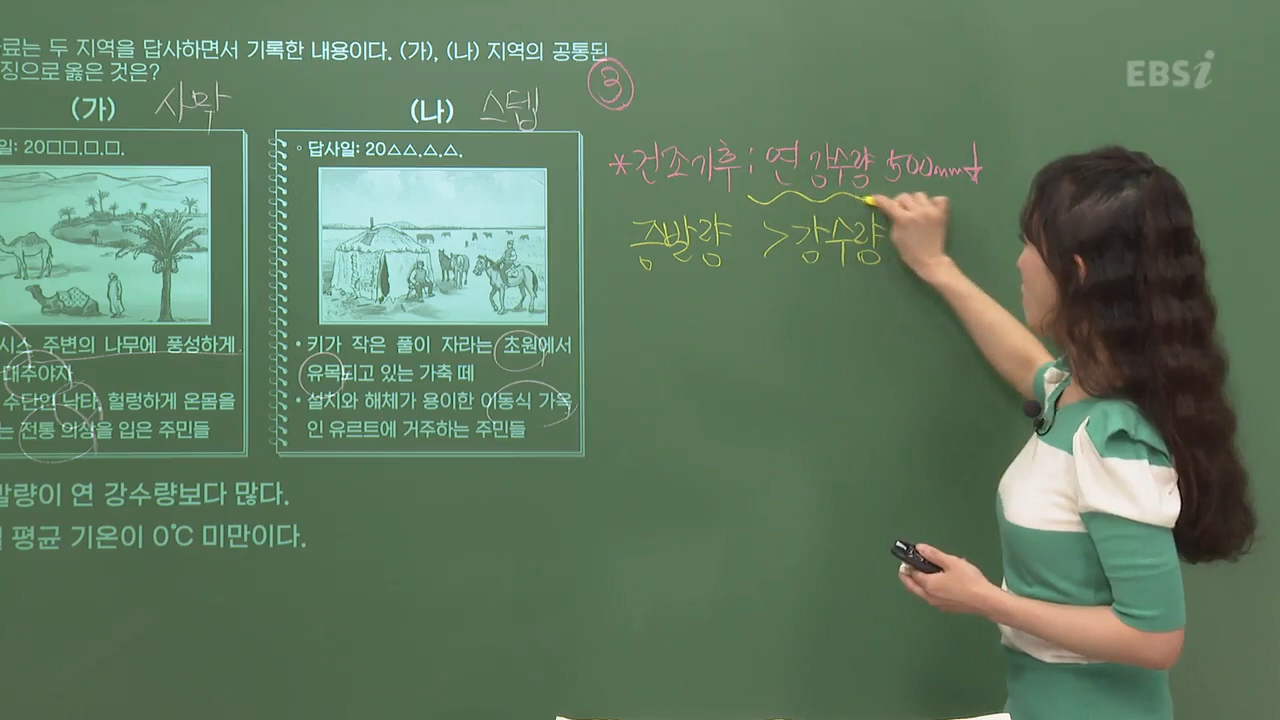 료는 두 지역을 답사하면서 기록한 내용이다. (가), (나) 지역의 공통된
징으로 옳은 것은?
③
(가) 사막
일: 20□□.□.□.
시스 주변의 나무에 풍성하게
대추야자
수단인 낙타, 헐렁하게 온몸을
는 전통 의상을 입은 주민들
(나) 스텝
◦ 답사일: 20△△.△.△.
• 키가 작은 풀이 자라는 초원에서
유목되고 있는 가축 떼
• 설치와 해체가 용이한 이동식 가옥
인 유르트에 거주하는 주민들
발량이 연 강수량보다 많다.
평균 기온이 0℃ 미만이다.
*건조기후 : 연 강수량 500mm↓
증발량 > 강수량
EBSi